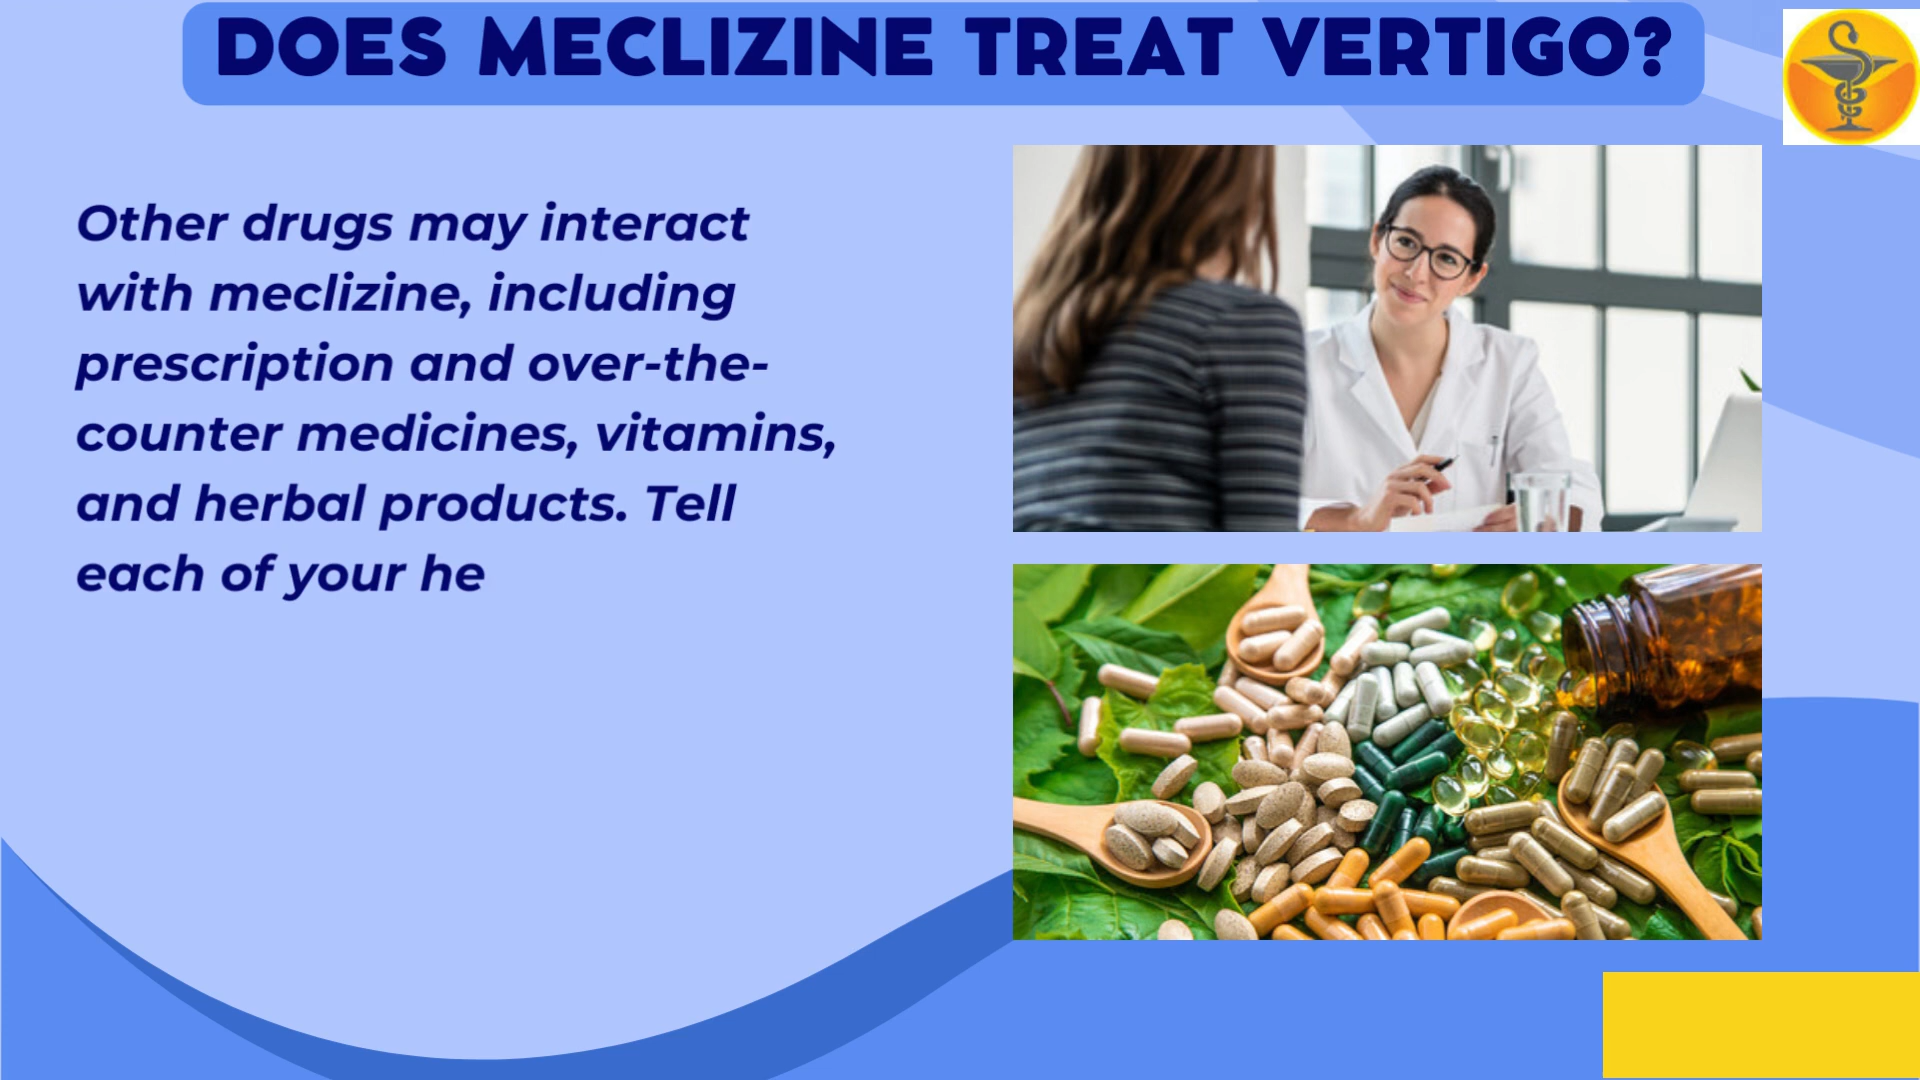 DOES MECLIZINE TREAT VERTIGO?
Other drugs may interact
with meclizine, including
prescription and over-the-
counter medicines, vitamins,
and herbal products. Tell
each of your he